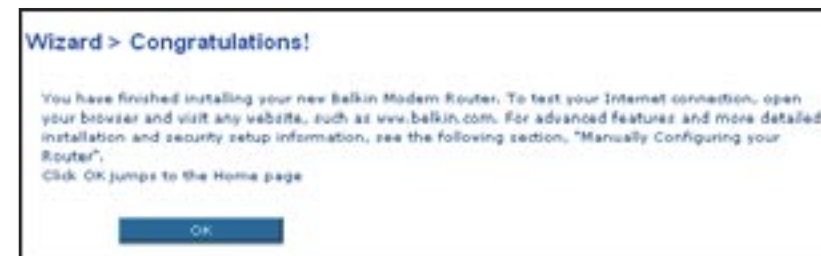 Wizard > Congratulations!
You have finished installing your new Belkin Modem Router. To test your Internet connection, open
your browser and visit any website, such as www.belkin.com. For advanced features and more detailed
installation and security setup information, see the following section, "Manually Configuring your
Router".
Click OK jumps to the Home page
OK